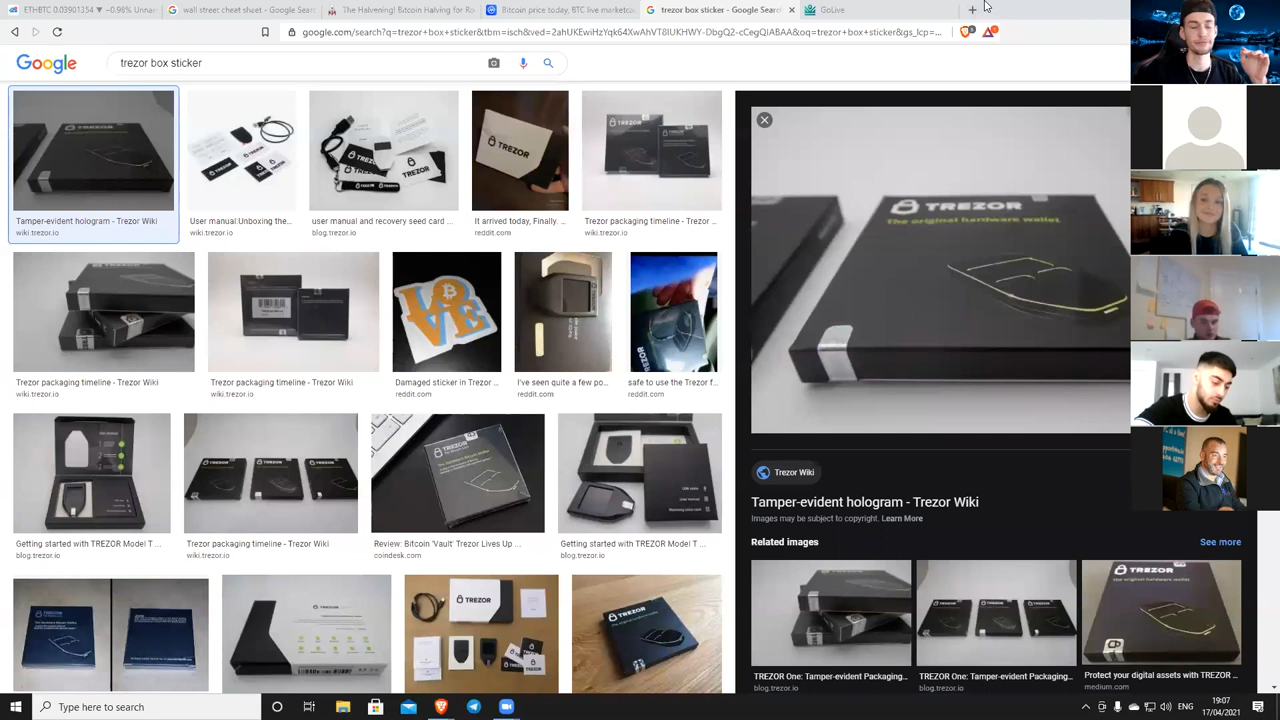 ETHBTC 0.03901354 ▼ −0.98% Unnam
wall street cheat sheet - Google Sear
The Halvening! Bitcoin Halving for Rog
Bitcoin price today, BTC live marketca
trezor box sticker - Google Search
GoLive
google.com/search?q=trezor+box+sticker&tbm=isch&ved=2ahUKEwiHzYqk64XwAhVT8IUKHWY-DbgQ2-cCegQIABAA&oq=trezor+box+sticker&gs_lcp=...
Google
trezor box sticker
Tamper-evident hologram - Trezor Wiki
wiki.trezor.io
User manual:Unboxing the...
wiki.trezor.io
user manual and recovery seed card ...
blog.trezor.io
It arrived today, Finally. ...
reddit.com
Trezor packaging timeline - Trezor ...
wiki.trezor.io
Trezor packaging timeline - Trezor Wiki
wiki.trezor.io
Trezor packaging timeline - Trezor Wiki
wiki.trezor.io
Damaged sticker in Trezor ...
reddit.com
I've seen quite a few po...
reddit.com
safe to use the Trezor f...
reddit.com
Getting started with TREZOR Model T ...
blog.trezor.io
Trezor packaging timeline - Trezor Wiki
wiki.trezor.io
Review: Bitcoin 'Vault' Trezor Lives Up ...
coindesk.com
Getting started with TREZOR Model T ...
blog.trezor.io
TREZOR
The original hardware wallet.
Trezor Wiki
Tamper-evident hologram - Trezor Wiki
Images may be subject to copyright. Learn More
Related images
See more
TREZOR One: Tamper-evident Packaging...
blog.trezor.io
TREZOR One: Tamper-evident Packaging...
blog.trezor.io
Protect your digital assets with TREZOR ...
medium.com
Type here to search
ENG
19:07
17/04/2021